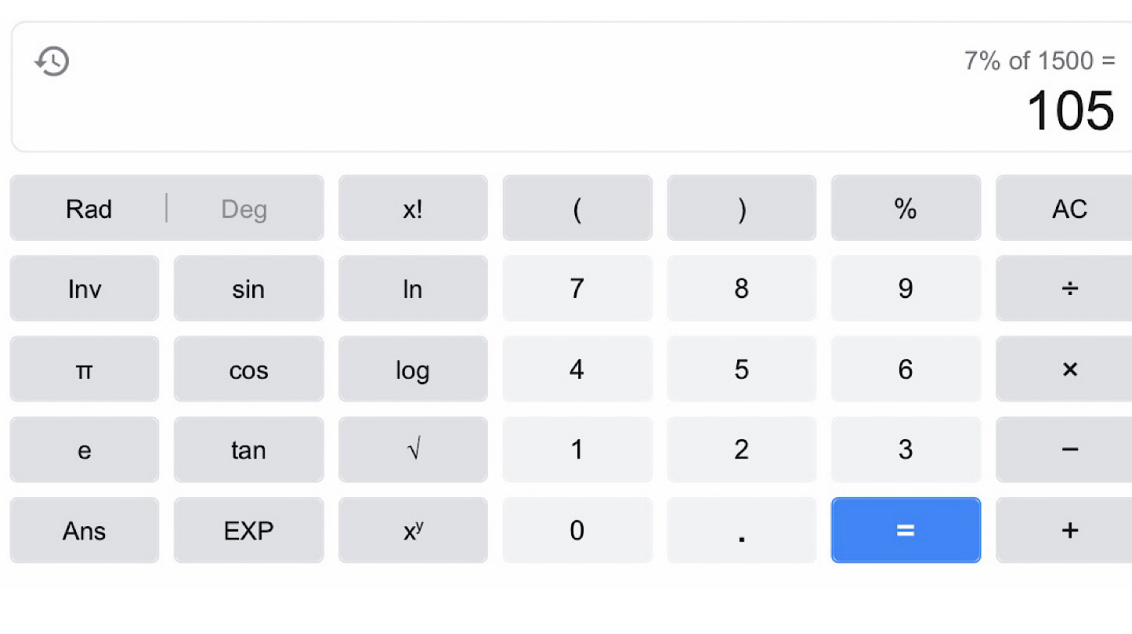 7% of 1500 =
105
Rad | Deg x! ( ) % AC
Inv sin ln 7 8 9 ÷
π cos log 4 5 6 ×
e tan √ 1 2 3 −
Ans EXP xʸ 0 . = +